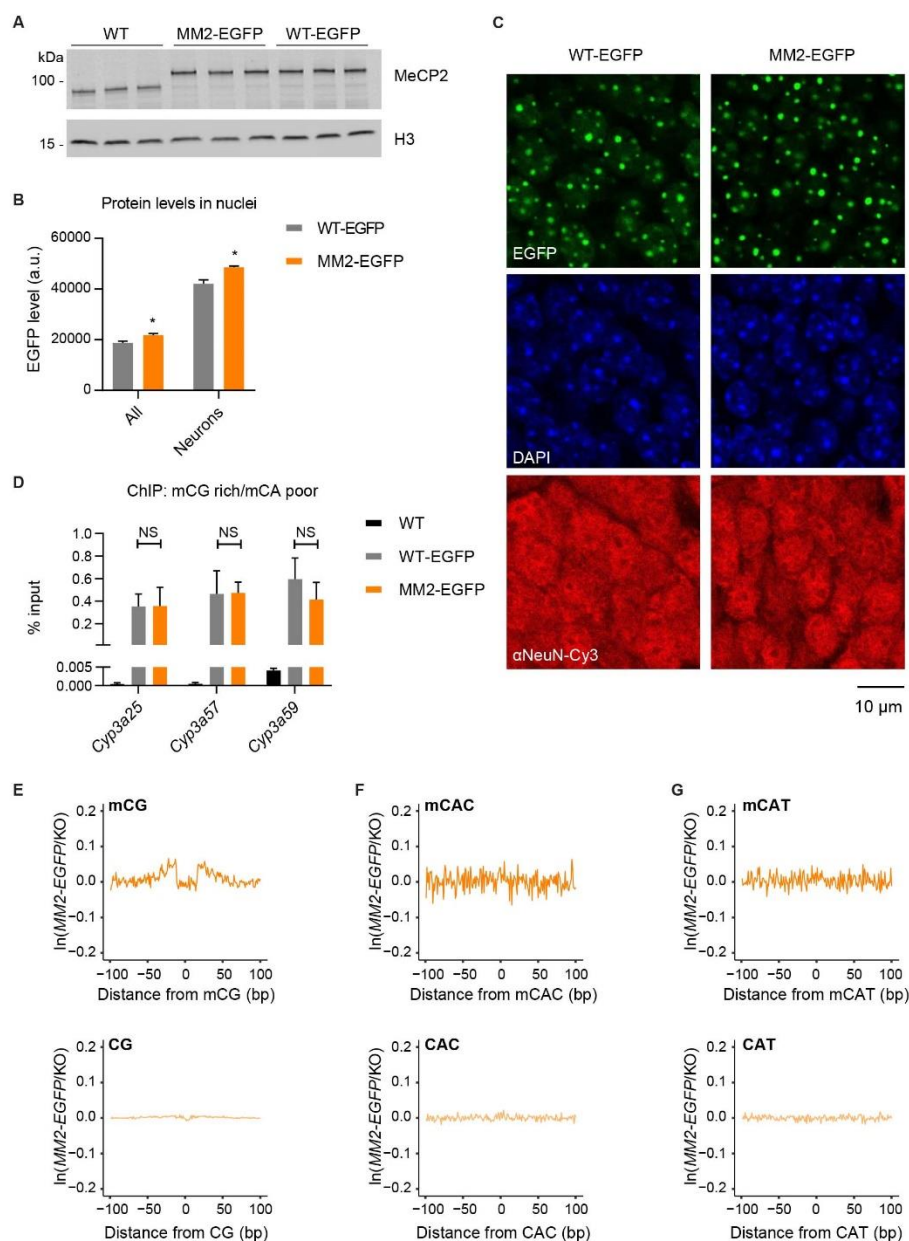 A
WT
MM2-EGFP
WT-EGFP
kDa
100 -
MeCP2
15 -
H3
B
Protein levels in nuclei
EGFP level (a.u.)
60000
40000
20000
0
*
*
All
Neurons
WT-EGFP
MM2-EGFP
C
WT-EGFP
MM2-EGFP
EGFP
DAPI
αNeuN-Cy3
10 µm
D
ChIP: mCG rich/mCA poor
% input
1.0
0.8
0.6
0.4
0.005
0.000
NS
NS
NS
Cyp3a25
Cyp3a57
Cyp3a59
WT
WT-EGFP
MM2-EGFP
E
mCG
ln(MM2-EGFP/KO)
0.2
0.1
0.0
−0.1
−0.2
−100 −50 0 50 100
Distance from mCG (bp)
CG
ln(MM2-EGFP/KO)
0.2
0.1
0.0
−0.1
−0.2
−100 −50 0 50 100
Distance from CG (bp)
F
mCAC
ln(MM2-EGFP/KO)
0.2
0.1
0.0
−0.1
−0.2
−100 −50 0 50 100
Distance from mCAC (bp)
CAC
ln(MM2-EGFP/KO)
0.2
0.1
0.0
−0.1
−0.2
−100 −50 0 50 100
Distance from CAC (bp)
G
mCAT
ln(MM2-EGFP/KO)
0.2
0.1
0.0
−0.1
−0.2
−100 −50 0 50 100
Distance from mCAT (bp)
CAT
ln(MM2-EGFP/KO)
0.2
0.1
0.0
−0.1
−0.2
−100 −50 0 50 100
Distance from CAT (bp)